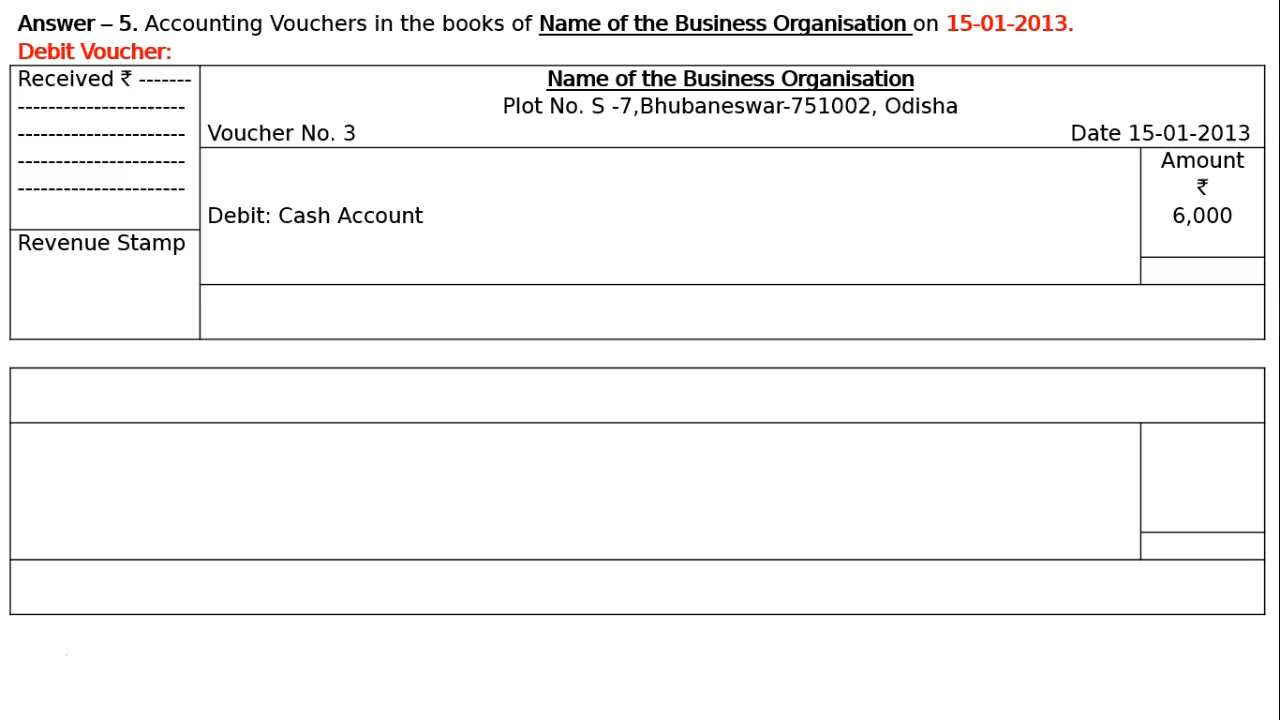 Answer – 5. Accounting Vouchers in the books of Name of the Business Organisation on 15-01-2013.
Debit Voucher:
Received ₹ -------
----------------------
----------------------
----------------------
----------------------
Revenue Stamp
Name of the Business Organisation
Plot No. S -7,Bhubaneswar-751002, Odisha
Voucher No. 3 Date 15-01-2013
Amount
₹
Debit: Cash Account 6,000